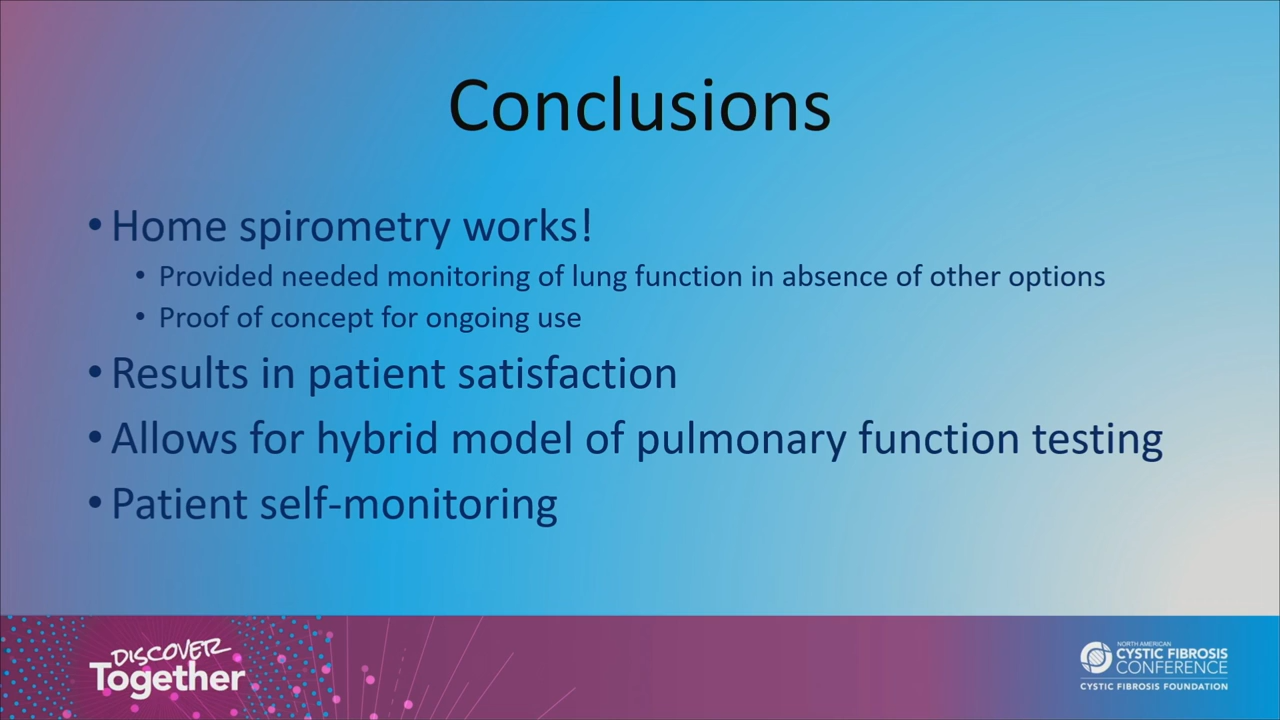 Conclusions
• Home spirometry works!
• Provided needed monitoring of lung function in absence of other options
• Proof of concept for ongoing use
• Results in patient satisfaction
• Allows for hybrid model of pulmonary function testing
• Patient self-monitoring
DISCOVER
Together
NORTH AMERICAN
CYSTIC FIBROSIS
CONFERENCE
CYSTIC FIBROSIS FOUNDATION